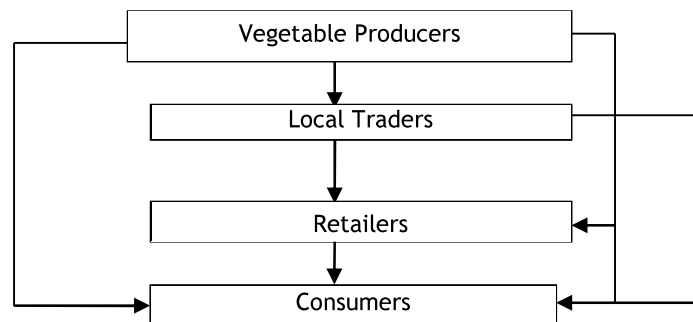 Vegetable Producers
Local Traders
Retailers
Consumers